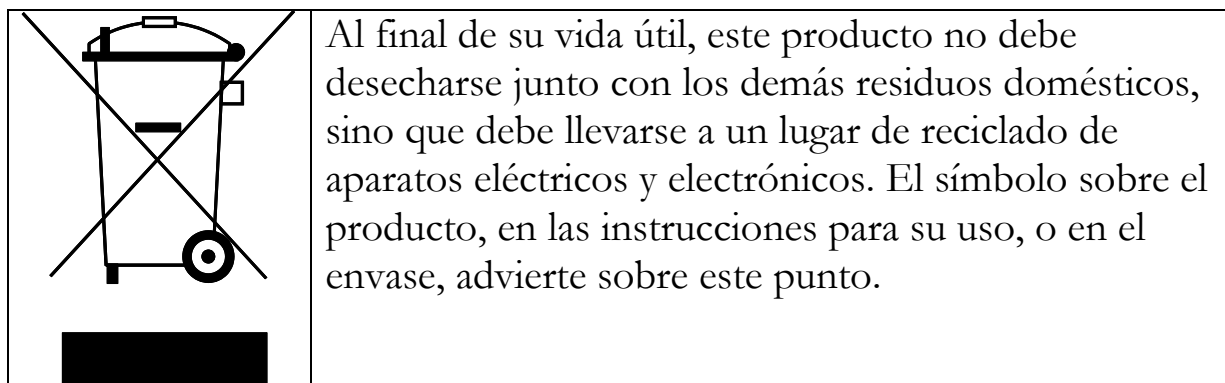 Al final de su vida útil, este producto no debe
desecharse junto con los demás residuos domésticos,
sino que debe llevarse a un lugar de reciclado de
aparatos eléctricos y electrónicos. El símbolo sobre el
producto, en las instrucciones para su uso, o en el
envase, advierte sobre este punto.